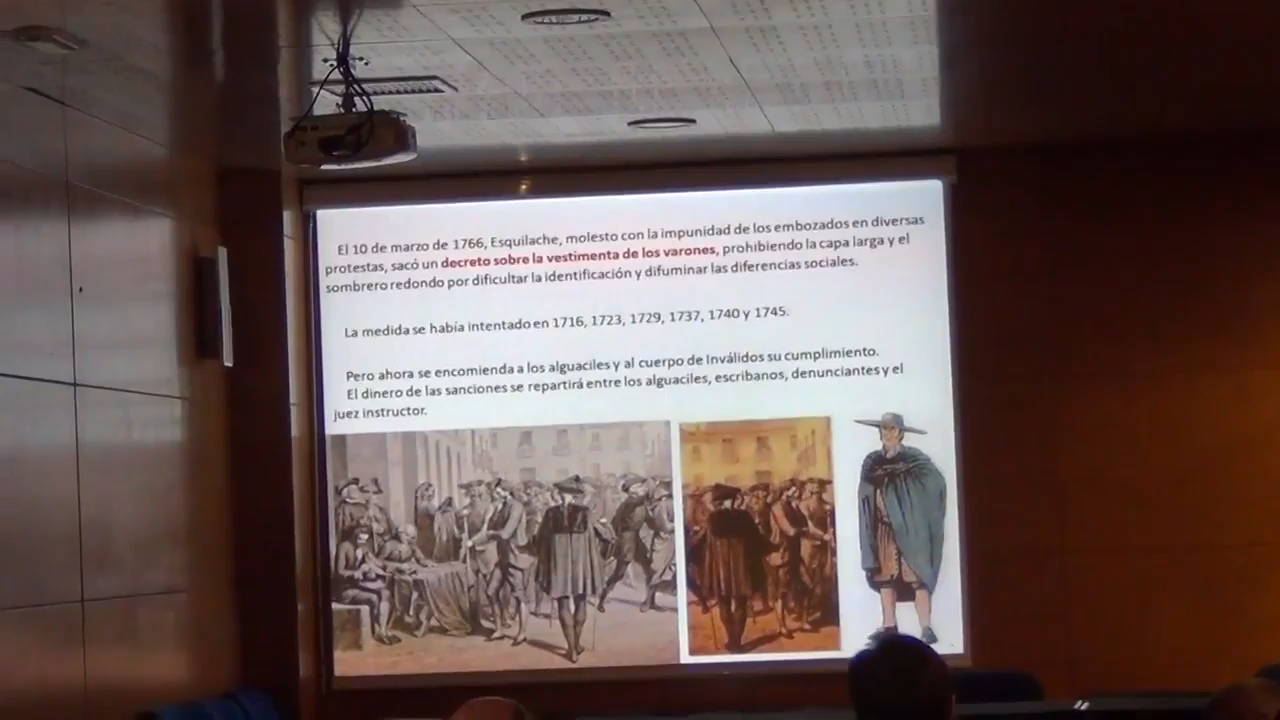 El 10 de marzo de 1766, Esquilache, molesto con la impunidad de los embozados en diversas
protestas, sacó un decreto sobre la vestimenta de los varones, prohibiendo la capa larga y el
sombrero redondo por dificultar la identificación y difuminar las diferencias sociales.
La medida se había intentado en 1716, 1723, 1729, 1737, 1740 y 1745.
Pero ahora se encomienda a los alguaciles y al cuerpo de Inválidos su cumplimiento.
El dinero de las sanciones se repartirá entre los alguaciles, escribanos, denunciantes y el
juez instructor.